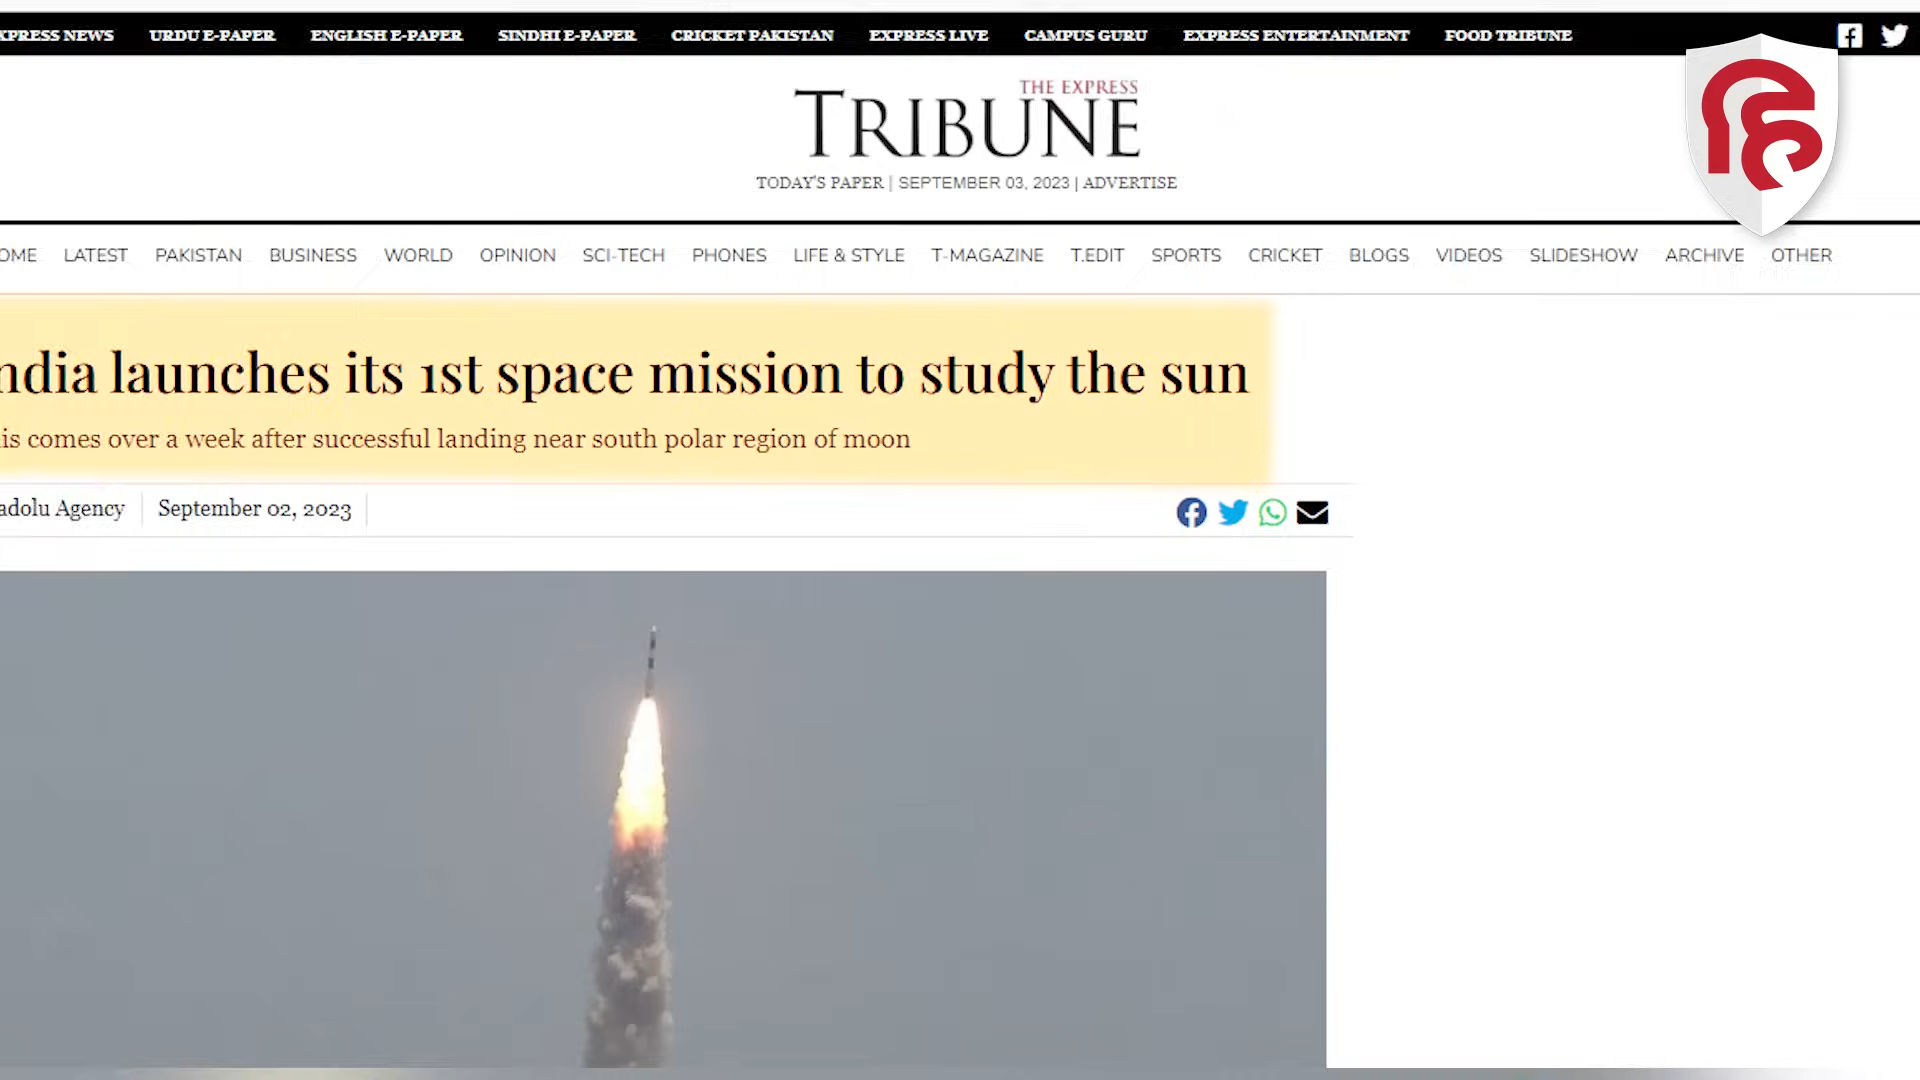 XPRESS NEWS URDU E-PAPER ENGLISH E-PAPER SINDHI E-PAPER CRICKET PAKISTAN EXPRESS LIVE CAMPUS GURU EXPRESS ENTERTAINMENT FOOD TRIBUNE
THE EXPRESS
TRIBUNE
TODAY'S PAPER | SEPTEMBER 03, 2023 | ADVERTISE
OME LATEST PAKISTAN BUSINESS WORLD OPINION SCI-TECH PHONES LIFE & STYLE T-MAGAZINE T.EDIT SPORTS CRICKET BLOGS VIDEOS SLIDESHOW ARCHIVE OTHER
ndia launches its 1st space mission to study the sun
is comes over a week after successful landing near south polar region of moon
adolu Agency September 02, 2023